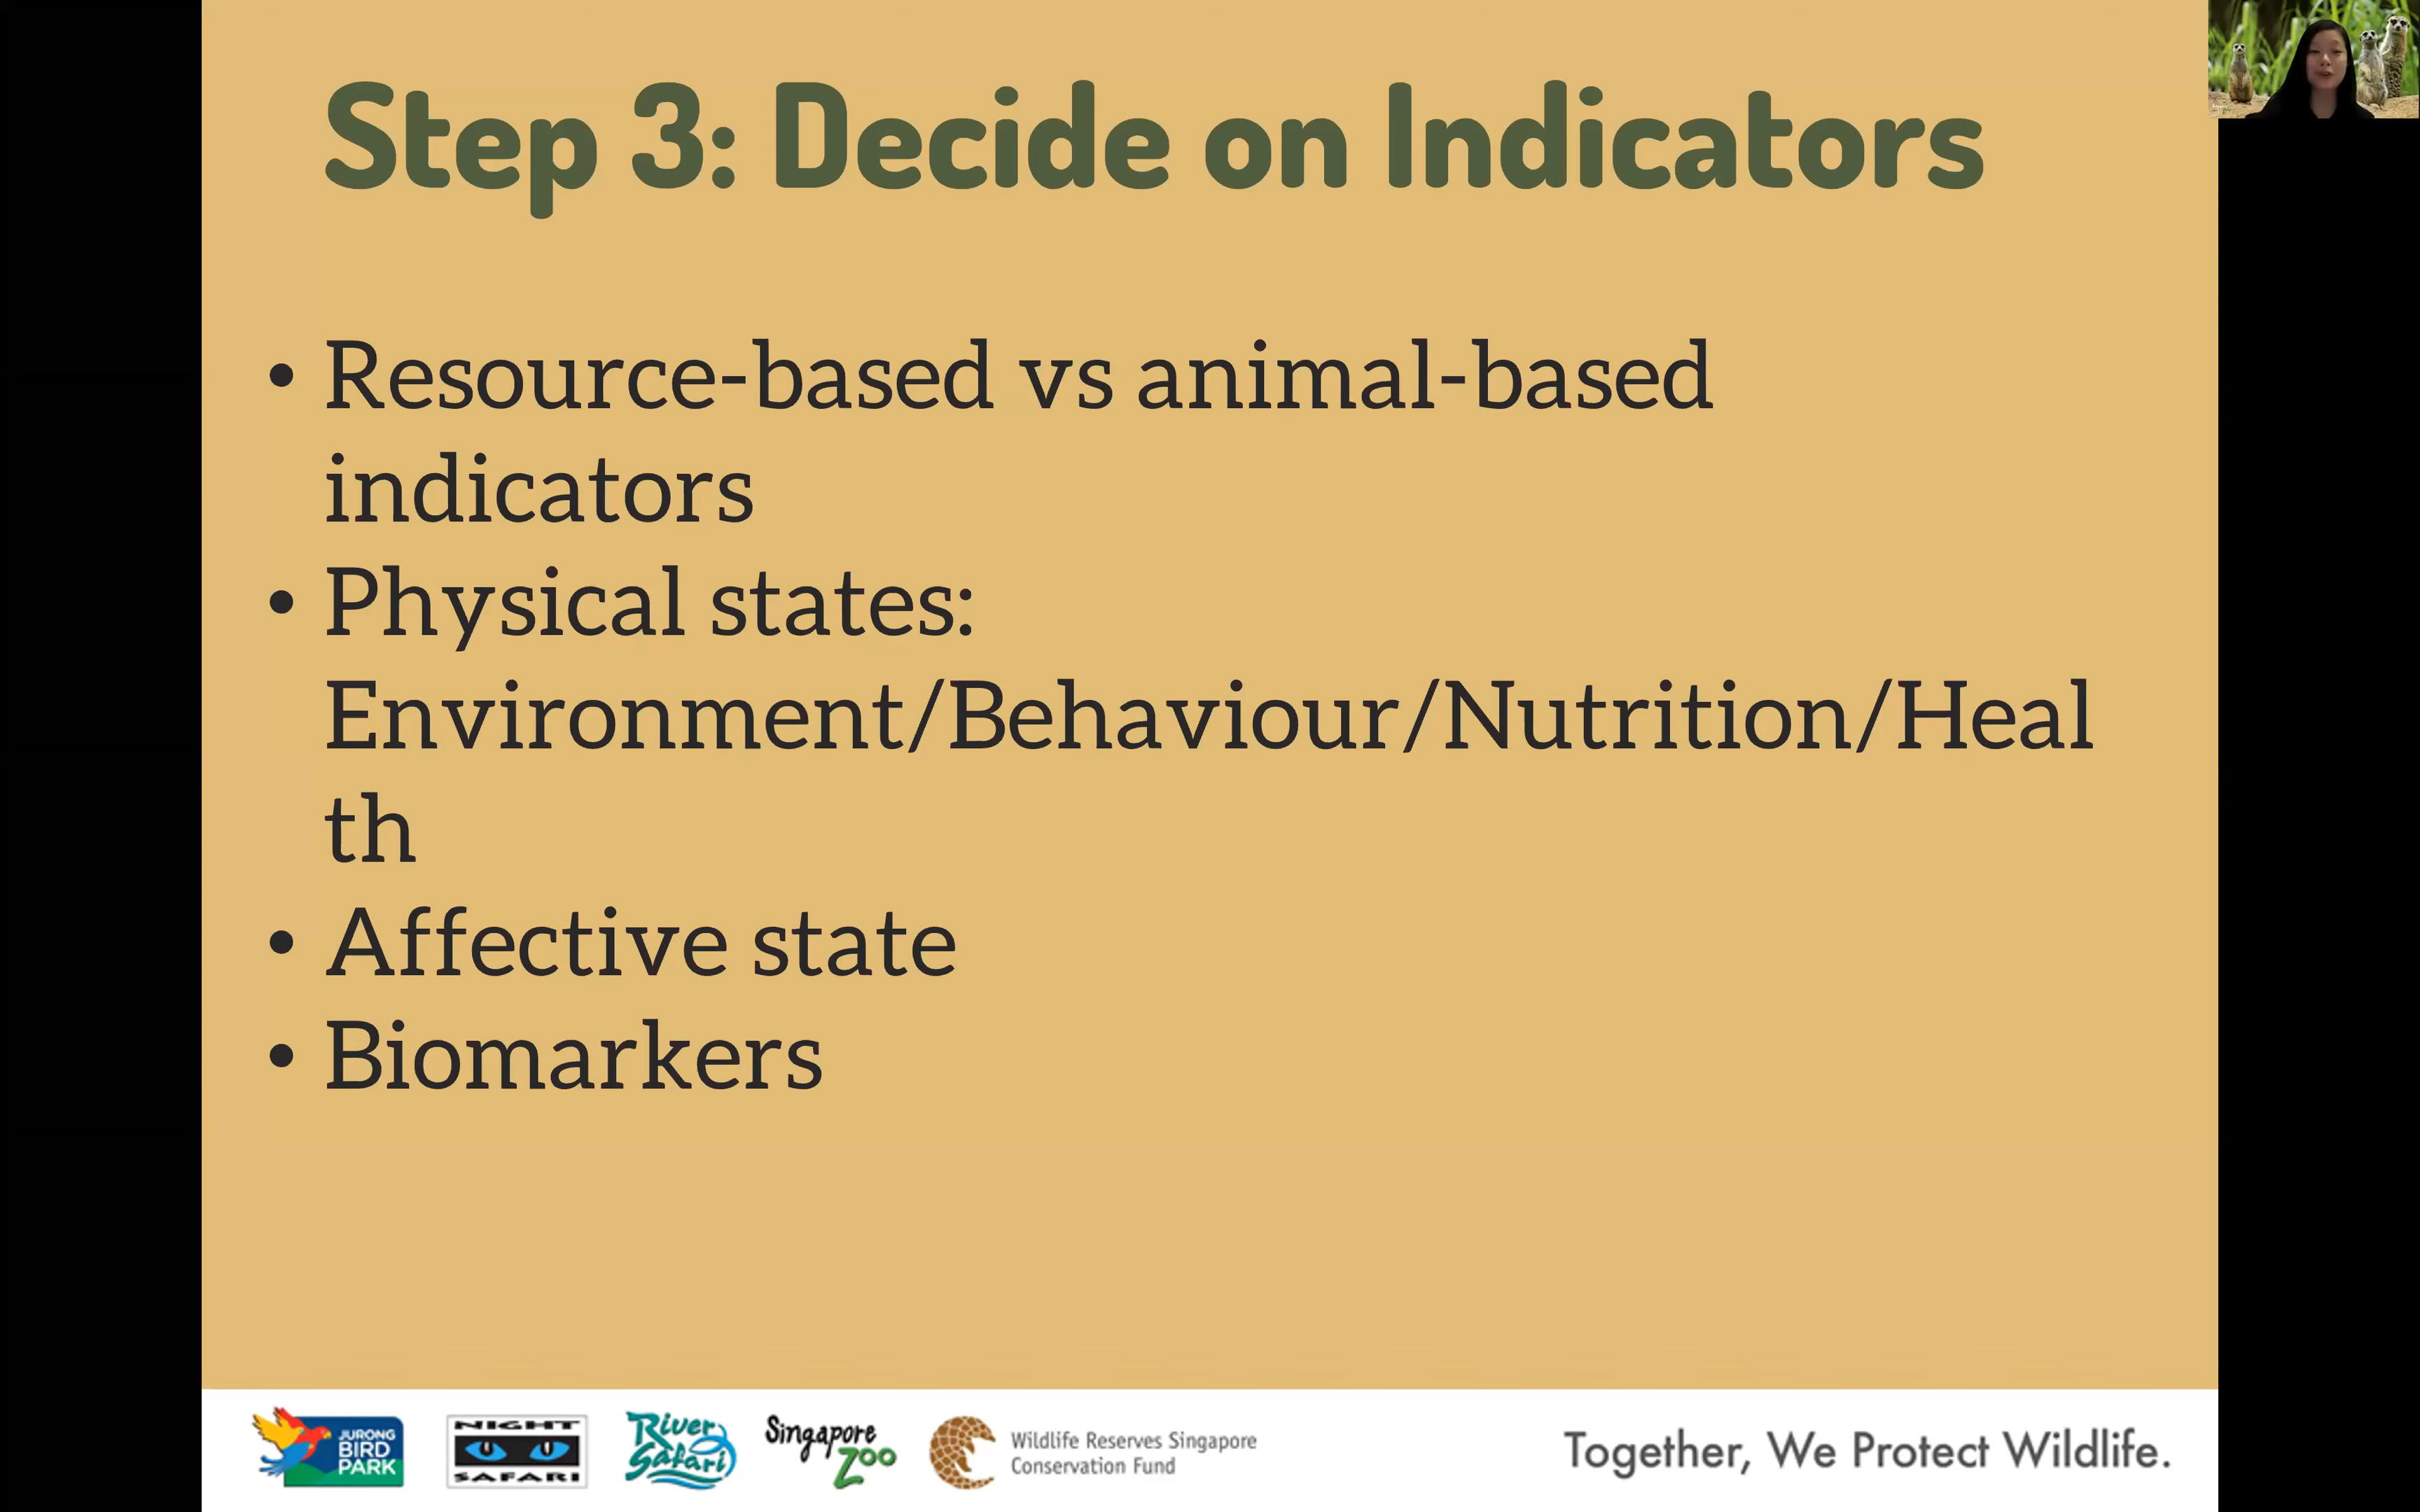 Step 3: Decide on Indicators
• Resource-based vs animal-based
indicators
• Physical states:
Environment/Behaviour/Nutrition/Heal
th
• Affective state
• Biomarkers
JURONG
BIRD
PARK
NIGHT
SAFARI
River
Safari
Singapore
Zoo
Wildlife Reserves Singapore
Conservation Fund
Together, We Protect Wildlife.